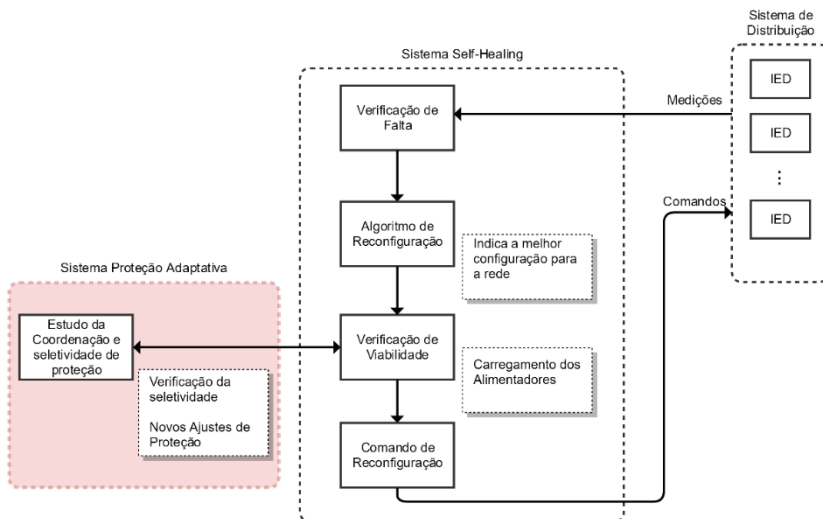 Sistema de
Distribuição
IED
IED
⋮
IED
Sistema Self-Healing
Medições
Verificação de
Falta
Comandos
Algoritmo de
Reconfiguração
Indica a melhor
configuração para
a rede
Sistema Proteção Adaptativa
Estudo da
Coordenação e
seletividade de
proteção
Verificação de
Viabilidade
Carregamento dos
Alimentadores
Verificação da
seletividade
Novos Ajustes de
Proteção
Comando de
Reconfiguração